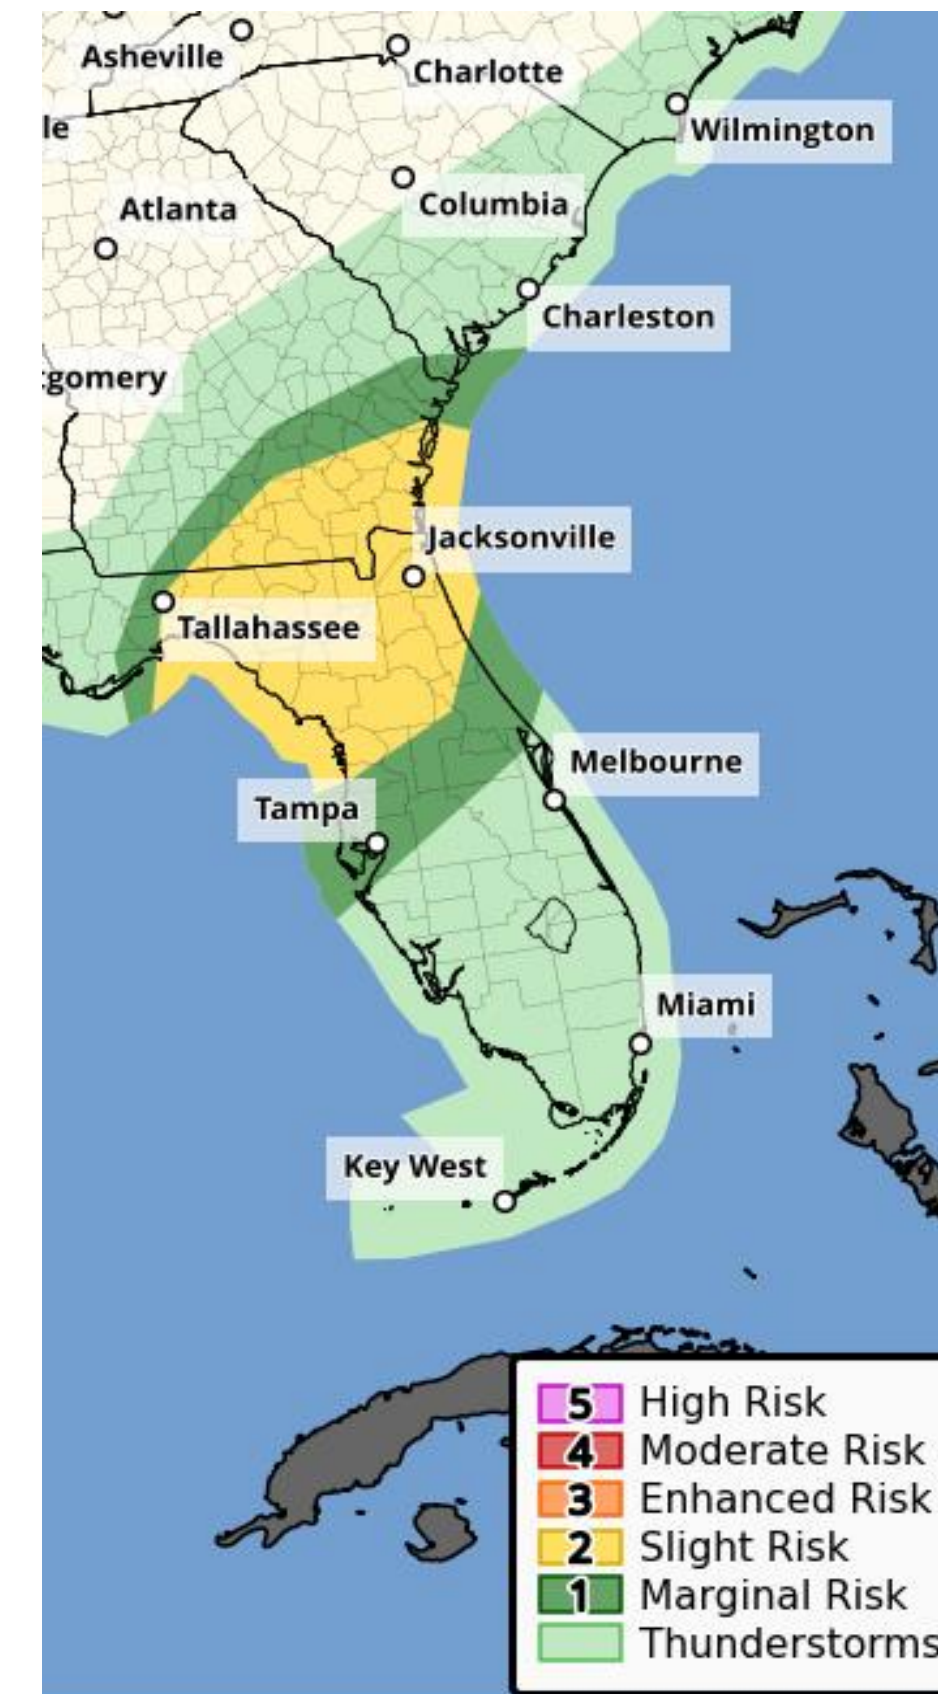 Asheville
Charlotte
le
Wilmington
Atlanta
Columbia
Charleston
tgomery
Jacksonville
Tallahassee
Melbourne
Tampa
Miami
Key West
5 High Risk
4 Moderate Risk
3 Enhanced Risk
2 Slight Risk
1 Marginal Risk
Thunderstorms